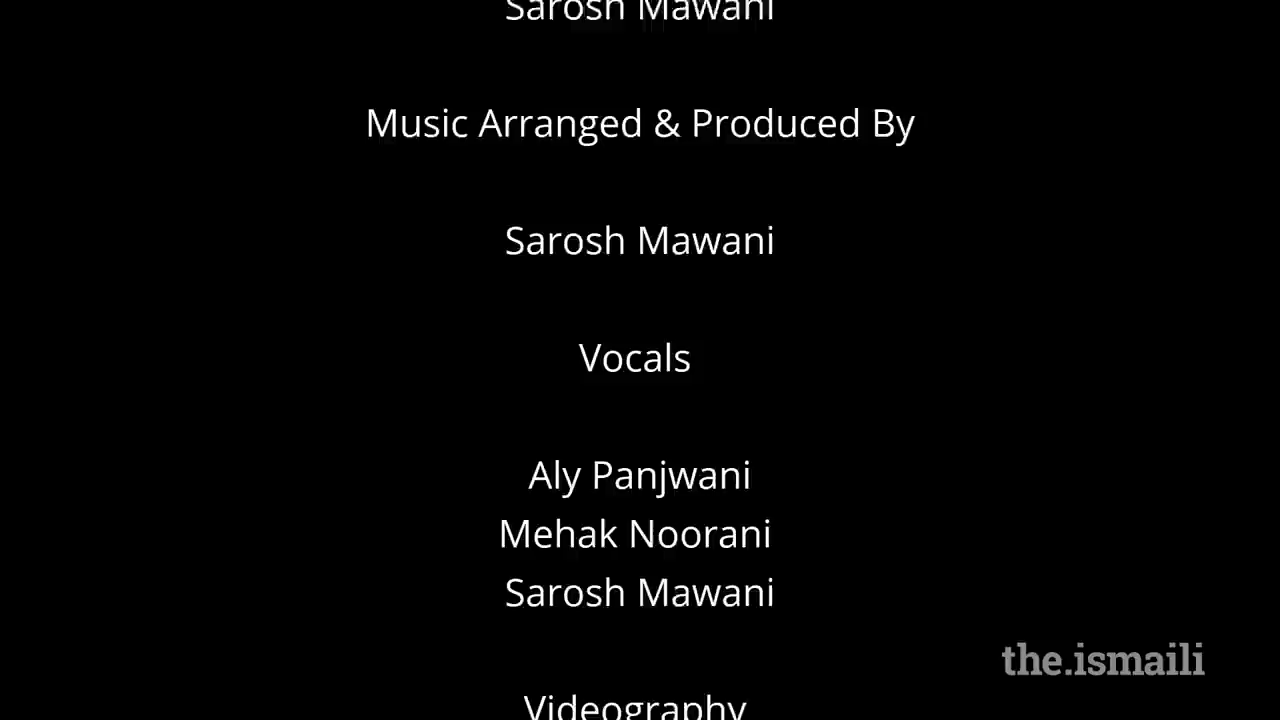 Sarosh Mawani
Music Arranged & Produced By
Sarosh Mawani
Vocals
Aly Panjwani
Mehak Noorani
Sarosh Mawani
the.ismaili
Videography